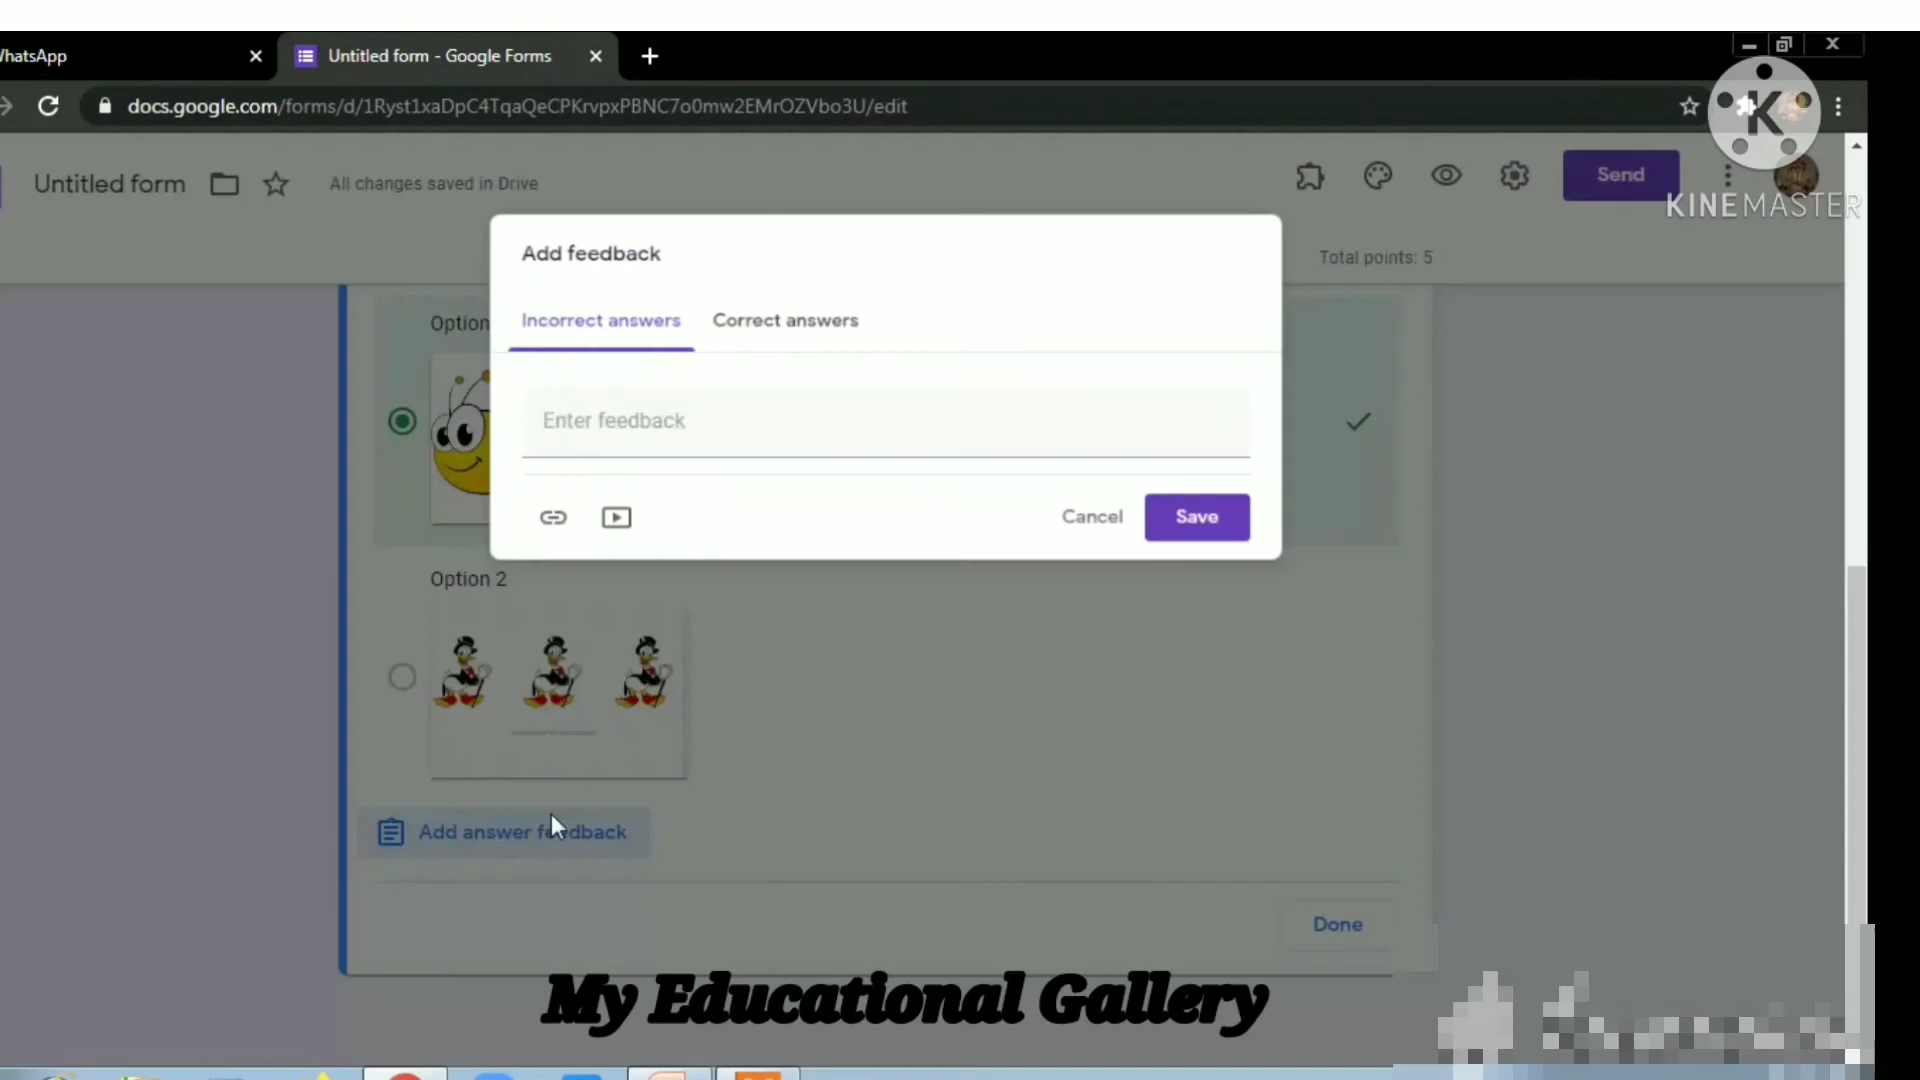 WhatsApp
Untitled form - Google Forms
docs.google.com/forms/d/1Ryst1xaDpC4TqaQeCPKrvpxPBNC7o0mw2EMrOZVbo3U/edit
K
KINEMASTER
Untitled form
All changes saved in Drive
Send
Total points: 5
Add feedback
Incorrect answers
Correct answers
Option
Enter feedback
Cancel
Save
Option 2
Add answer feedback
Done
My Educational Gallery